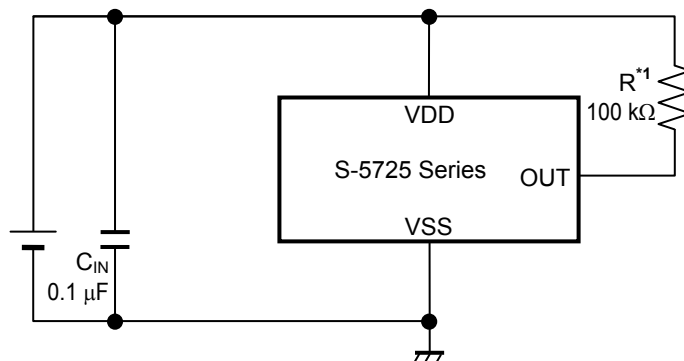 R*1
100 kΩ
VDD
S-5725 Series
OUT
VSS
CIN
0.1 μF